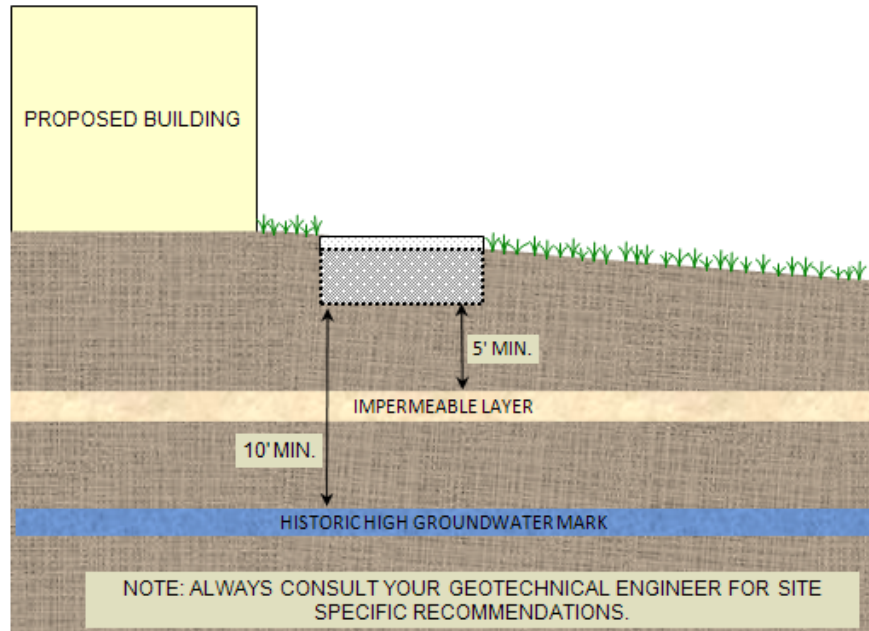 PROPOSED BUILDING
5' MIN.
IMPERMEABLE LAYER
10' MIN.
HISTORIC HIGH GROUNDWATER MARK
NOTE: ALWAYS CONSULT YOUR GEOTECHNICAL ENGINEER FOR SITE
SPECIFIC RECOMMENDATIONS.